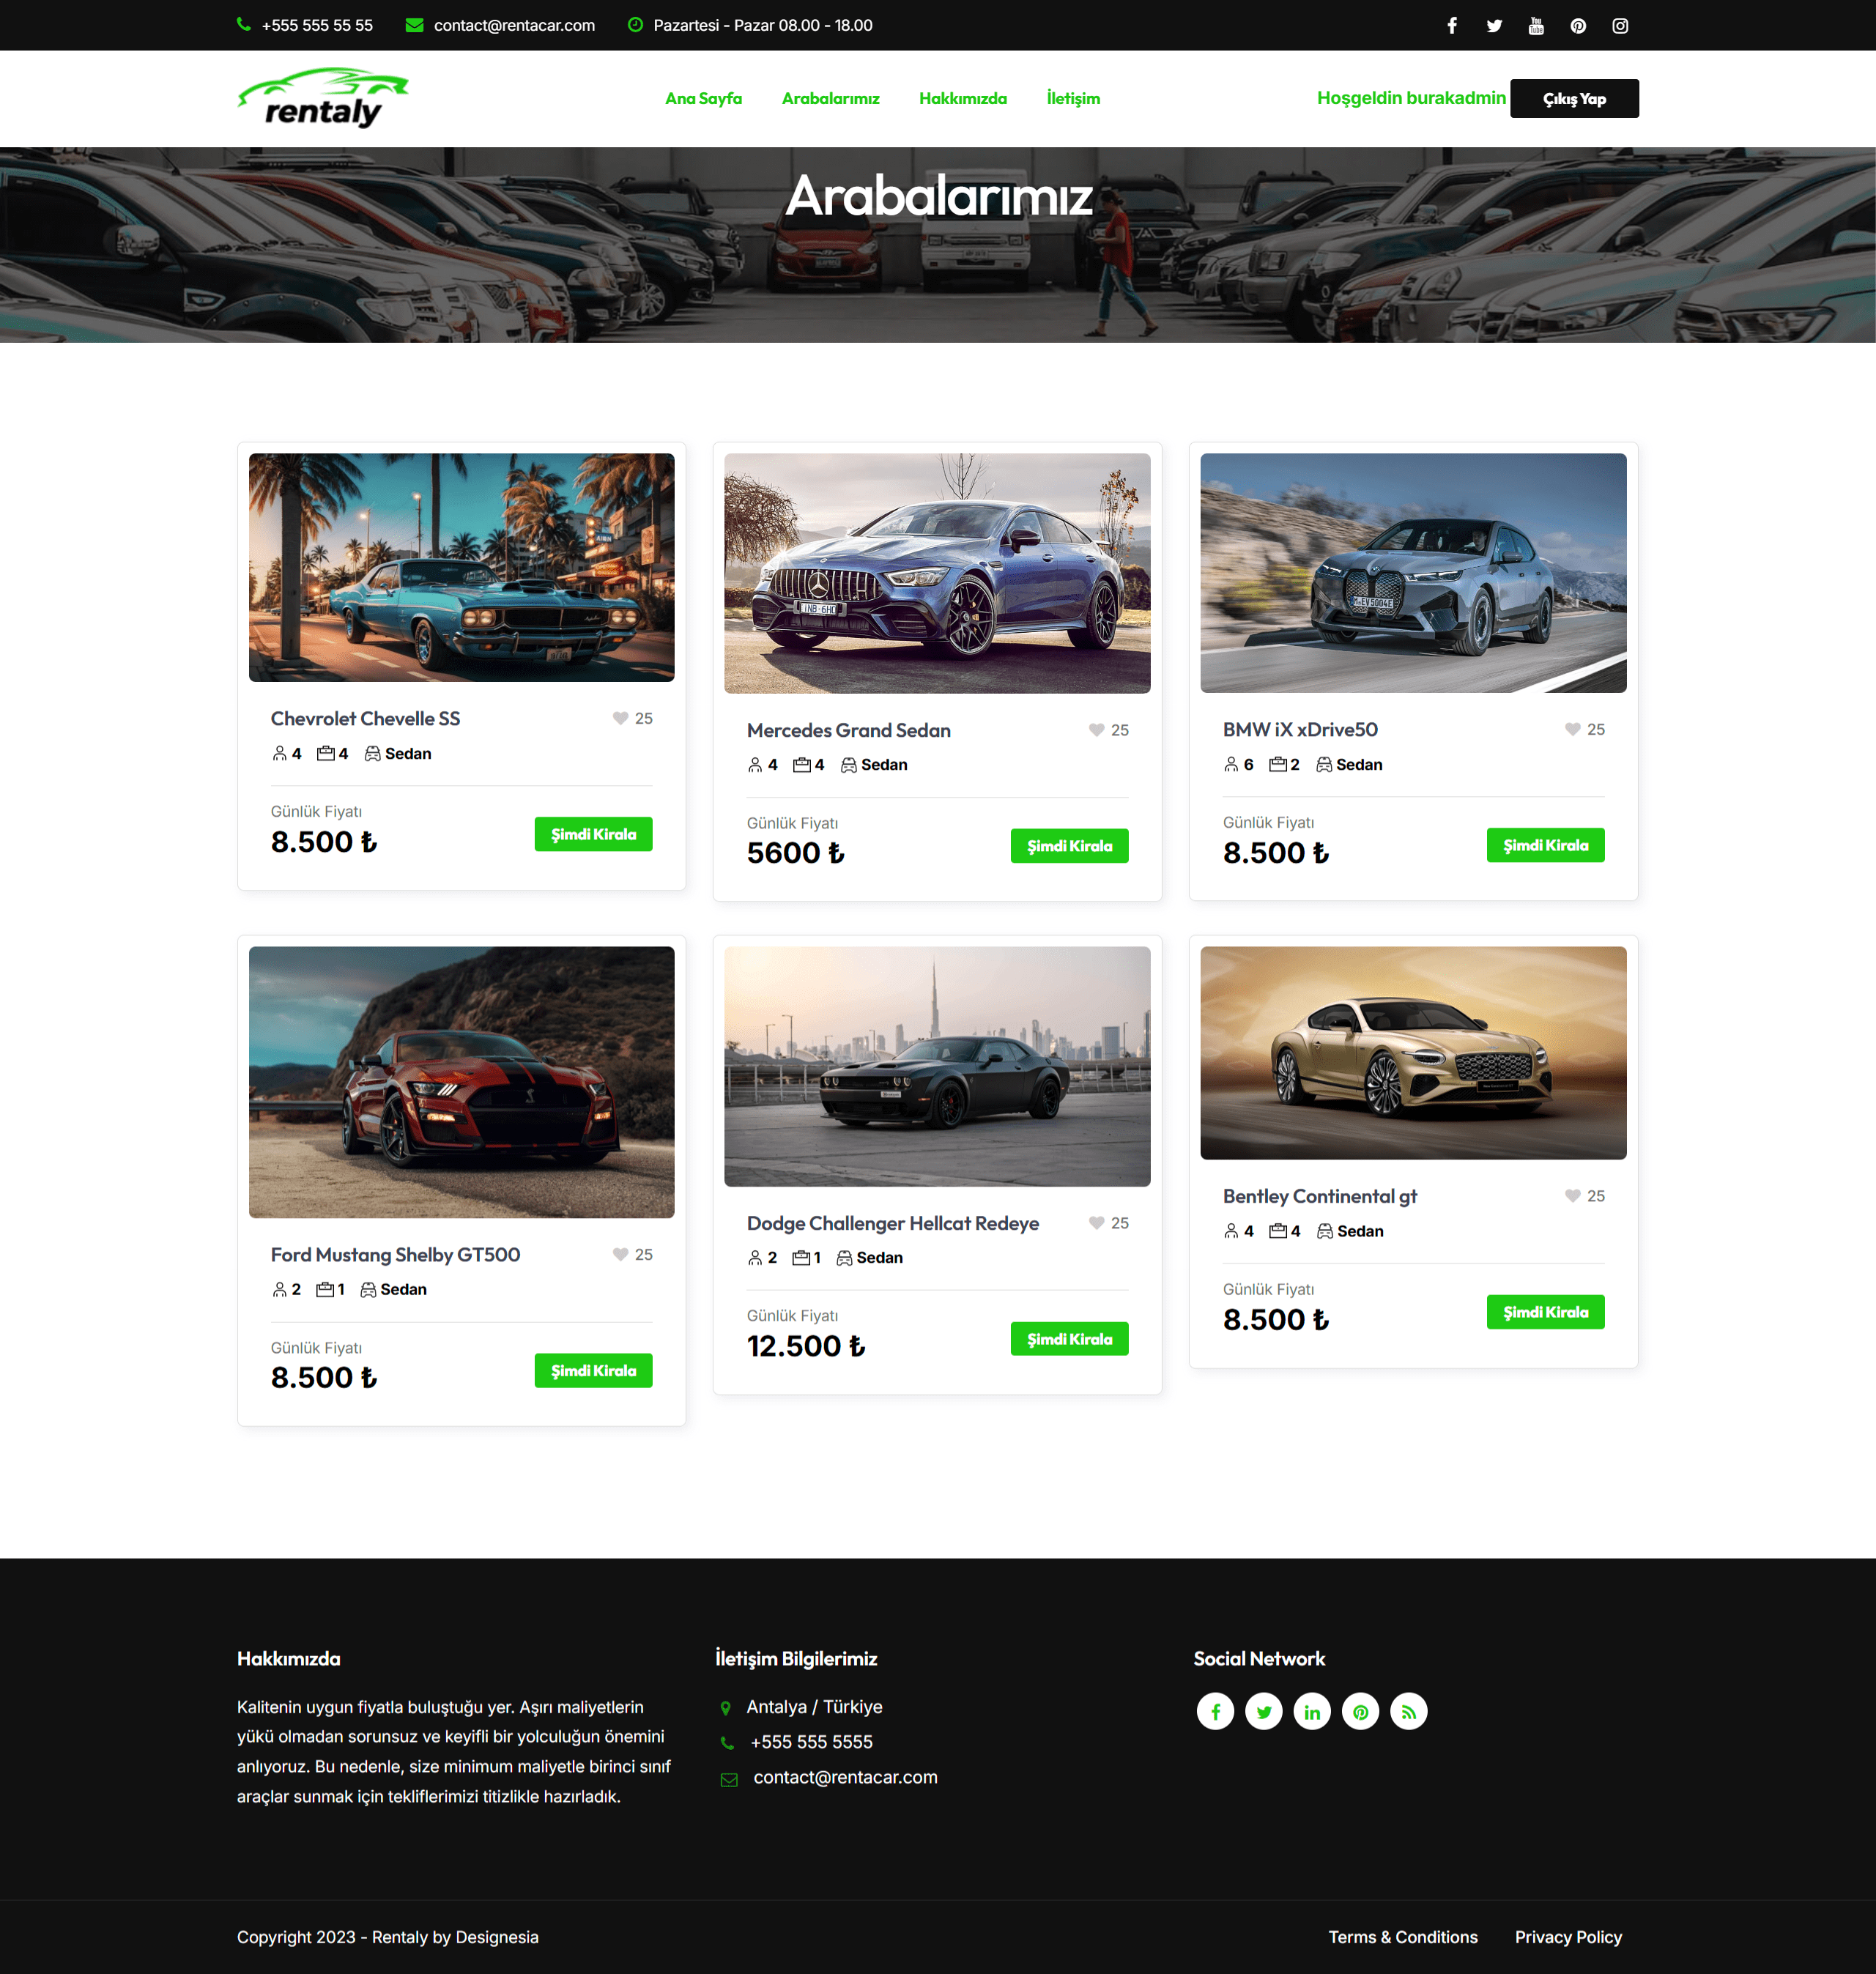 +555 555 55 55 contact@rentacar.com Pazartesi - Pazar 08.00 - 18.00
rentaly
Ana Sayfa Arabalarımız Hakkımızda İletişim
Hoşgeldin burakadmin Çıkış Yap
Arabalarımız
Chevrolet Chevelle SS 25
4 4 Sedan
Günlük Fiyatı
8.500 ₺ Şimdi Kirala
Mercedes Grand Sedan 25
4 4 Sedan
Günlük Fiyatı
5600 ₺ Şimdi Kirala
BMW iX xDrive50 25
6 2 Sedan
Günlük Fiyatı
8.500 ₺ Şimdi Kirala
Ford Mustang Shelby GT500 25
2 1 Sedan
Günlük Fiyatı
8.500 ₺ Şimdi Kirala
Dodge Challenger Hellcat Redeye 25
2 1 Sedan
Günlük Fiyatı
12.500 ₺ Şimdi Kirala
Bentley Continental gt 25
4 4 Sedan
Günlük Fiyatı
8.500 ₺ Şimdi Kirala
Hakkımızda
Kalitenin uygun fiyatla buluştuğu yer. Aşırı maliyetlerin
yükü olmadan sorunsuz ve keyifli bir yolculuğun önemini
anlıyoruz. Bu nedenle, size minimum maliyetle birinci sınıf
araçlar sunmak için tekliflerimizi titizlikle hazırladık.
İletişim Bilgilerimiz
Antalya / Türkiye
+555 555 5555
contact@rentacar.com
Social Network
Copyright 2023 - Rentaly by Designesia
Terms & Conditions Privacy Policy